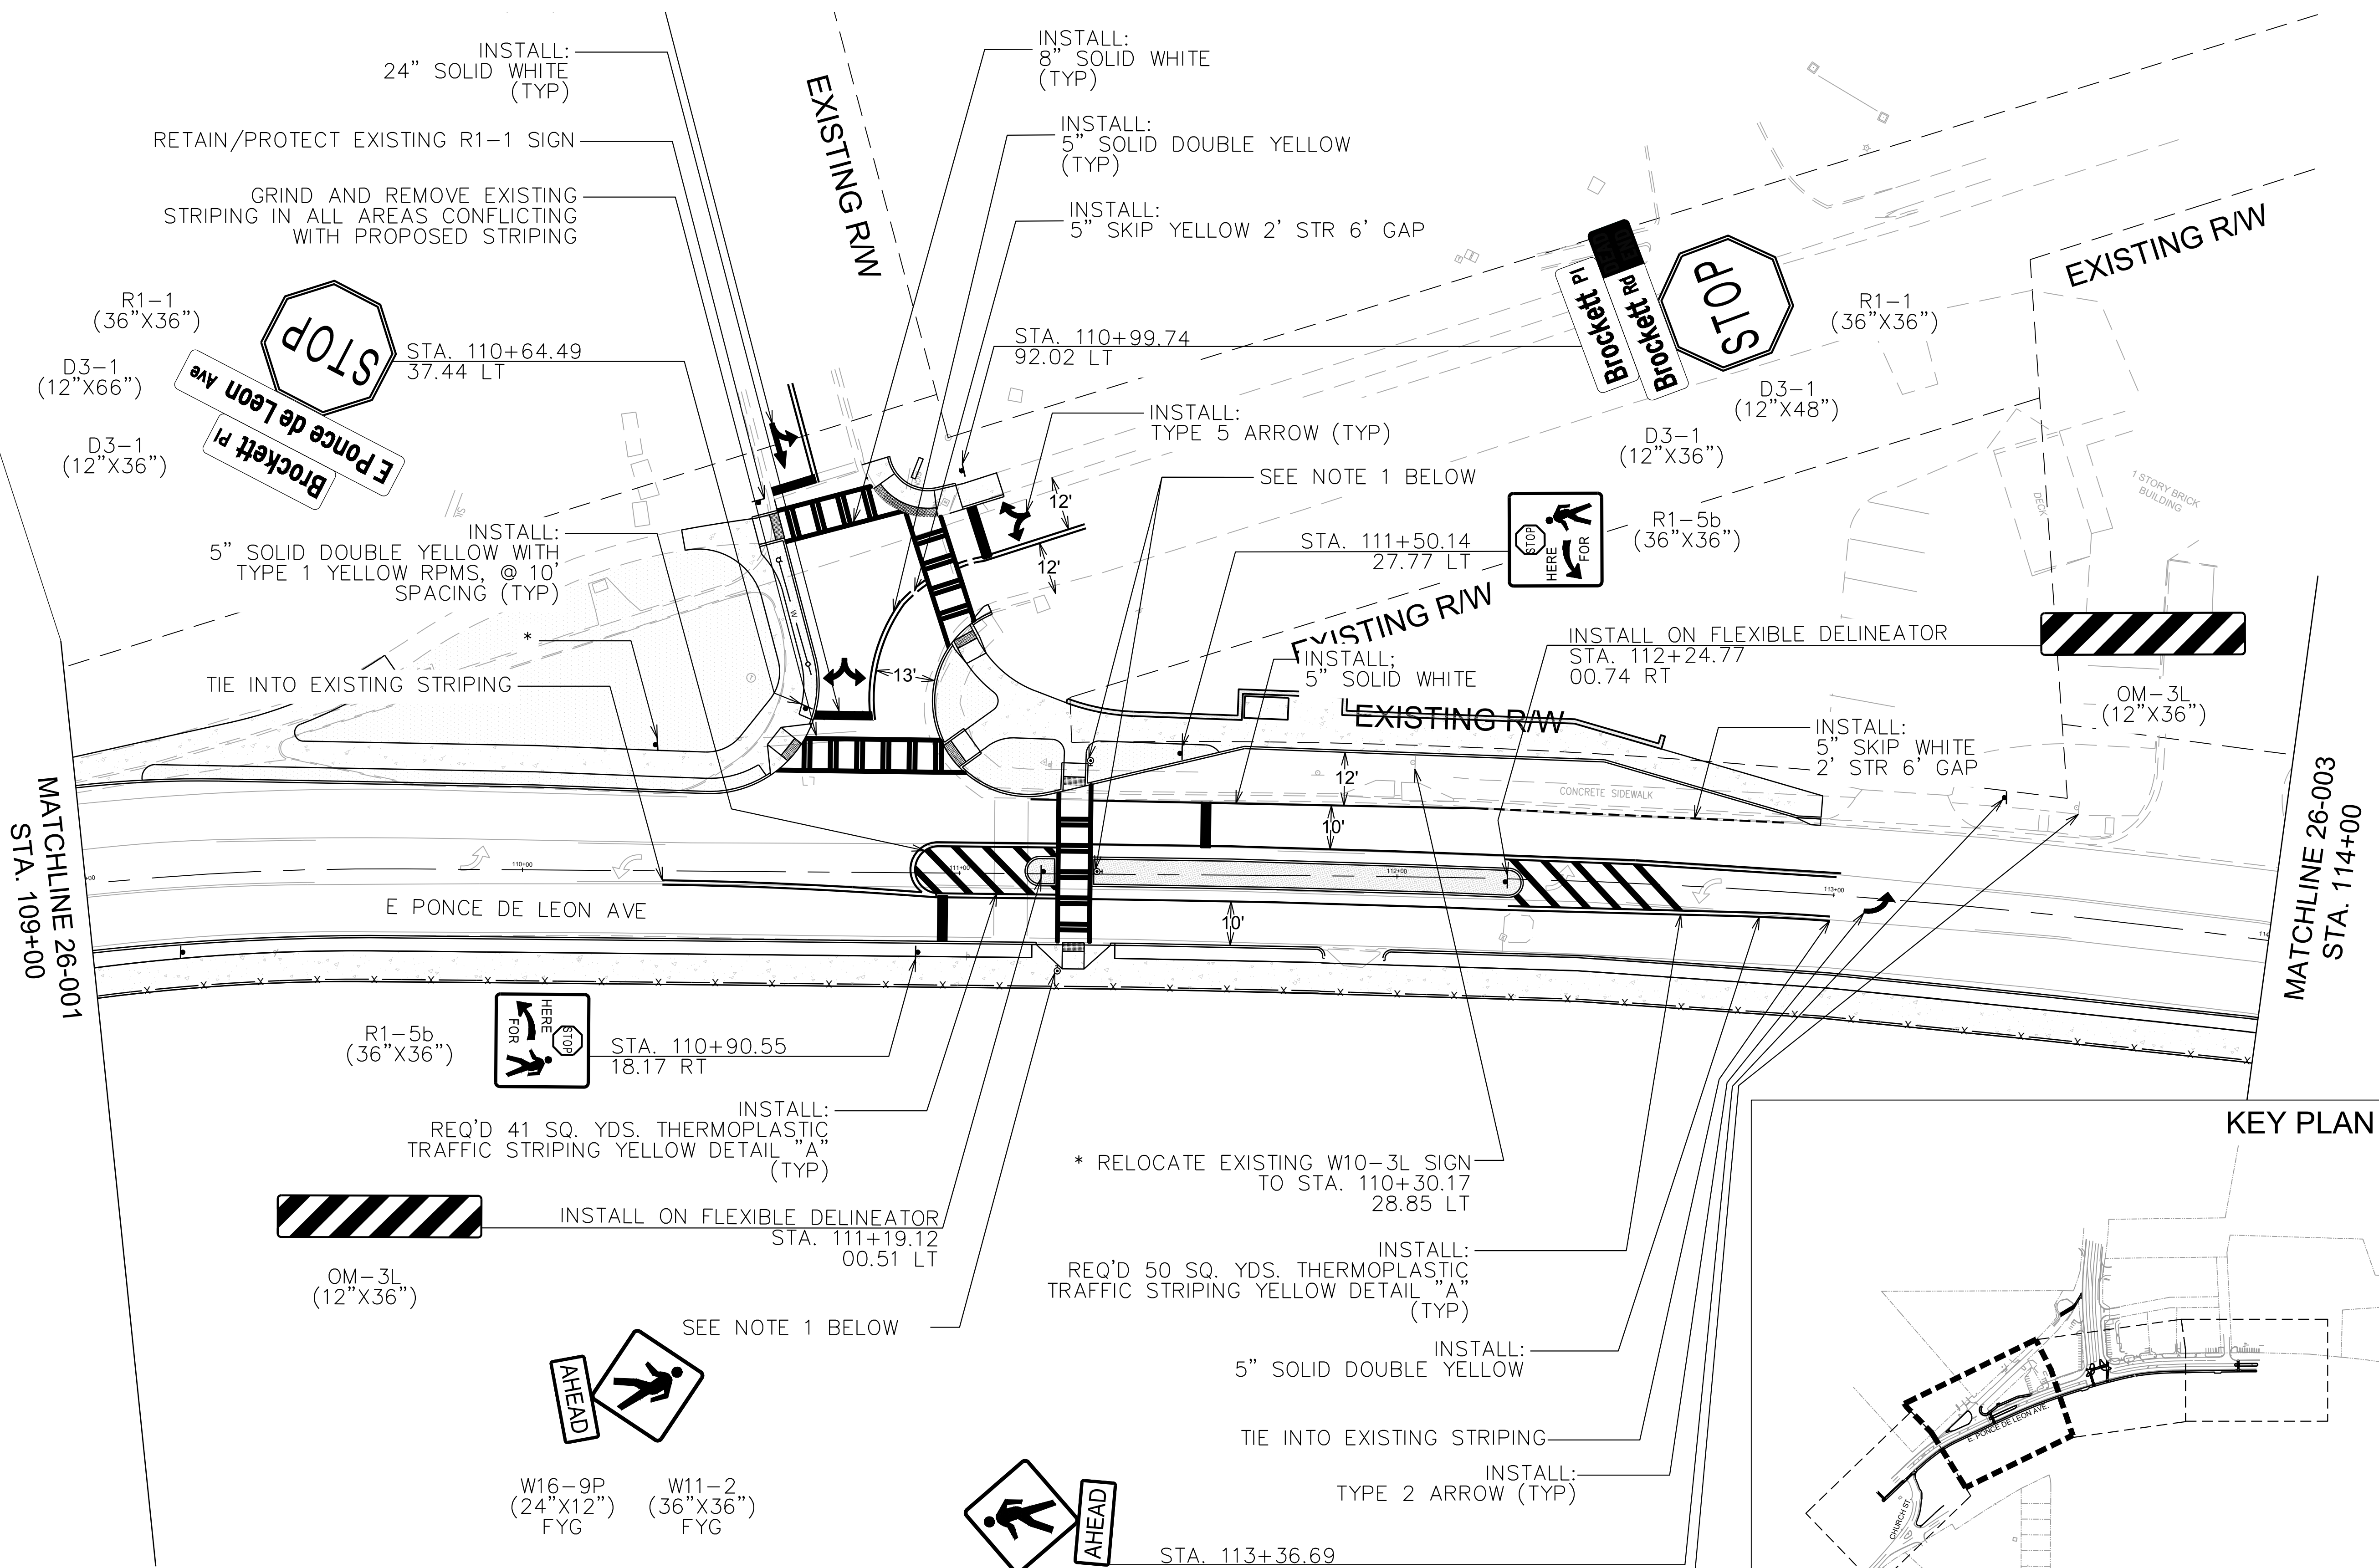 INSTALL:
24" SOLID WHITE
(TYP)
RETAIN/PROTECT EXISTING R1-1 SIGN
GRIND AND REMOVE EXISTING
STRIPING IN ALL AREAS CONFLICTING
WITH PROPOSED STRIPING
INSTALL:
8" SOLID WHITE
(TYP)
INSTALL:
5" SOLID DOUBLE YELLOW
(TYP)
INSTALL:
5" SKIP YELLOW 2' STR 6' GAP
EXISTING R/W
EXISTING R/W
R1-1
(36"X36")
STOP
D3-1
(12"X66")
E Ponce de Leon Ave
D3-1
(12"X36")
Brockett Pl
STA. 110+64.49
37.44 LT
STA. 110+99.74
92.02 LT
Brockett Pl
Brockett Rd
DEAD
END
STOP
R1-1
(36"X36")
D3-1
(12"X48")
D3-1
(12"X36")
INSTALL:
TYPE 5 ARROW (TYP)
SEE NOTE 1 BELOW
12'
12'
STA. 111+50.14
27.77 LT
STOP
HERE
FOR
R1-5b
(36"X36")
DECK
1 STORY BRICK
BUILDING
INSTALL:
5" SOLID DOUBLE YELLOW WITH
TYPE 1 YELLOW RPMS, @ 10'
SPACING (TYP)
*
TIE INTO EXISTING STRIPING
W
13'
EXISTING R/W
INSTALL;
5" SOLID WHITE
EXISTING R/W
INSTALL ON FLEXIBLE DELINEATOR
STA. 112+24.77
00.74 RT
OM-3L
(12"X36")
INSTALL:
5" SKIP WHITE
2' STR 6' GAP
CONCRETE SIDEWALK
12'
10'
10'
MATCHLINE 26-001
STA. 109+00
MATCHLINE 26-003
STA. 114+00
+00
110+00
111+00
112+00
113+00
114
E PONCE DE LEON AVE
R1-5b
(36"X36")
HERE
FOR
STOP
STA. 110+90.55
18.17 RT
INSTALL:
REQ'D 41 SQ. YDS. THERMOPLASTIC
TRAFFIC STRIPING YELLOW DETAIL "A"
(TYP)
INSTALL ON FLEXIBLE DELINEATOR
STA. 111+19.12
00.51 LT
OM-3L
(12"X36")
SEE NOTE 1 BELOW
* RELOCATE EXISTING W10-3L SIGN
TO STA. 110+30.17
28.85 LT
INSTALL:
REQ'D 50 SQ. YDS. THERMOPLASTIC
TRAFFIC STRIPING YELLOW DETAIL "A"
(TYP)
INSTALL:
5" SOLID DOUBLE YELLOW
TIE INTO EXISTING STRIPING
INSTALL:
TYPE 2 ARROW (TYP)
AHEAD
W16-9P
(24"X12")
FYG
W11-2
(36"X36")
FYG
AHEAD
STA. 113+36.69
KEY PLAN
E. PONCE DE LEON AVE.
CHURCH ST.